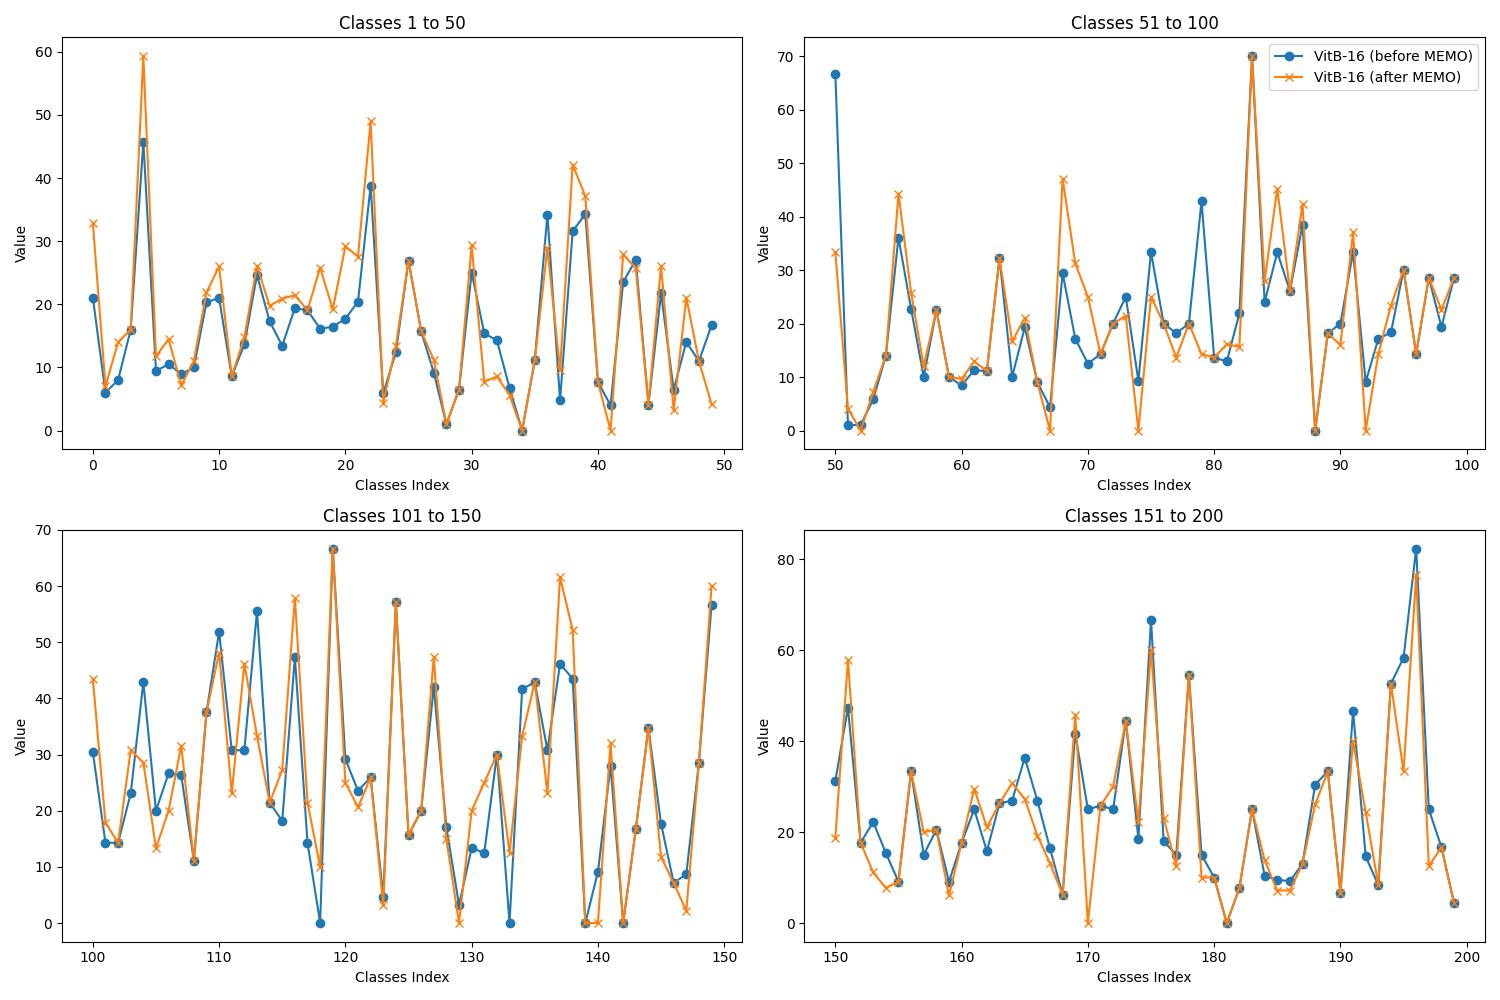 Classes 1 to 50
60
50
40
30
20
10
0
Value
0 10 20 30 40 50
Classes Index
Classes 51 to 100
VitB-16 (before MEMO)
VitB-16 (after MEMO)
70
60
50
40
30
20
10
0
Value
50 60 70 80 90 100
Classes Index
Classes 101 to 150
70
60
50
40
30
20
10
0
Value
100 110 120 130 140 150
Classes Index
Classes 151 to 200
80
60
40
20
0
Value
150 160 170 180 190 200
Classes Index